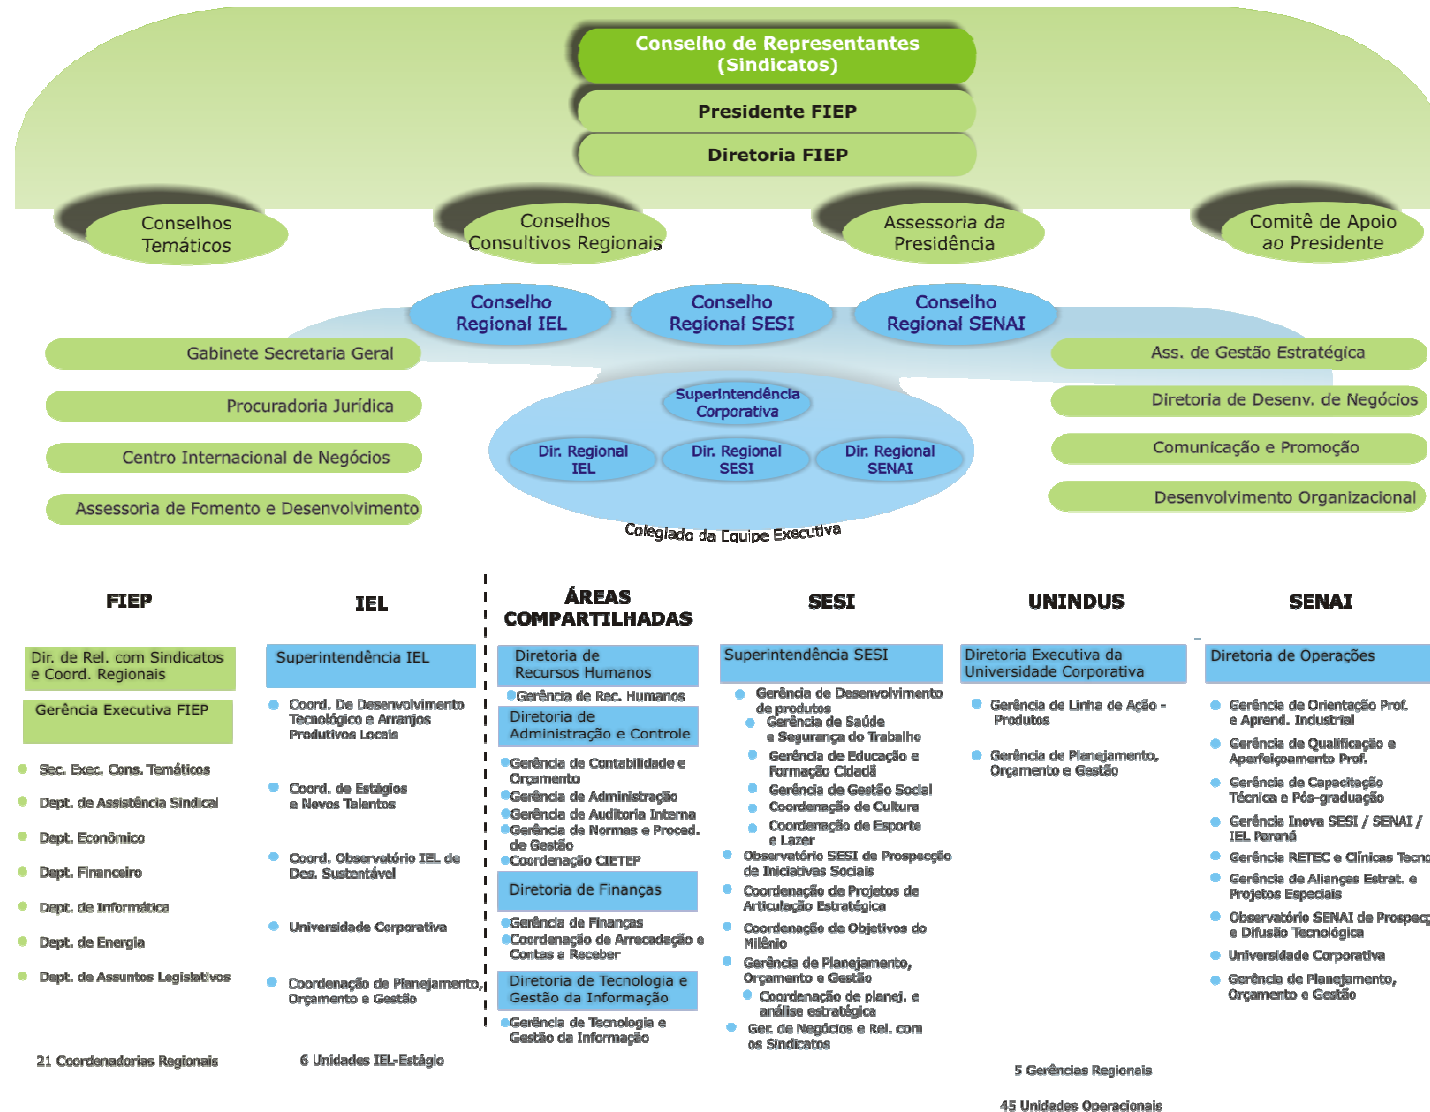 Conselho de Representantes
(Sindicatos)
Presidente FIEP
Diretoria FIEP
Conselhos
Temáticos
Conselhos
Consultivos Regionais
Assessoria da
Presidência
Comitê de Apoio
ao Presidente
Conselho
Regional IEL
Conselho
Regional SESI
Conselho
Regional SENAI
Gabinete Secretaria Geral
Procuradoria Jurídica
Centro Internacional de Negócios
Assessoria de Fomento e Desenvolvimento
Superintendência
Corporativa
Dir. Regional
IEL
Dir. Regional
SESI
Dir. Regional
SENAI
Colegiado da Equipe Executiva
Ass. de Gestão Estratégica
Diretoria de Desenv. de Negócios
Comunicação e Promoção
Desenvolvimento Organizacional
FIEP
Dir. de Rel. com Sindicatos
e Coord. Regionais
Gerência Executiva FIEP
Sec. Exec. Cons. Temáticos
Dept. de Assistência Sindical
Dept. Econômico
Dept. Financeiro
Dept. de Informática
Dept. de Energia
Dept. de Assuntos Legislativos
21 Coordenadorias Regionais
IEL
Superintendência IEL
Coord. De Desenvolvimento
Tecnológico e Arranjos
Produtivos Locais
Coord. de Estágios
e Novos Talentos
Coord. Observatório IEL de
Des. Sustentável
Universidade Corporativa
Coordenação de Planejamento,
Orçamento e Gestão
6 Unidades IEL-Estágio
ÁREAS
COMPARTILHADAS
Diretoria de
Recursos Humanos
Gerência de Rec. Humanos
Diretoria de
Administração e Controle
Gerência de Contabilidade e
Orçamento
Gerência de Administração
Gerência de Auditoria Interna
Gerência de Normas e Proced.
de Gestão
Coordenação CIETEP
Diretoria de Finanças
Gerência de Finanças
Coordenação de Arrecadação e
Contas a Receber
Diretoria de Tecnologia e
Gestão da Informação
Gerência de Tecnologia e
Gestão da Informação
SESI
Superintendência SESI
Gerência de Desenvolvimento
de produtos
Gerência de Saúde
e Segurança do Trabalho
Gerência de Educação e
Formação Cidadã
Gerência de Gestão Social
Coordenação de Cultura
Coordenação de Esporte
e Lazer
Observatório SESI de Prospecção
de Iniciativas Sociais
Coordenação de Projetos de
Articulação Estratégica
Coordenação de Objetivos do
Milênio
Gerência de Planejamento,
Orçamento e Gestão
Coordenação de planej. e
análise estratégica
Ger. de Negócios e Rel. com
os Sindicatos
UNINDUS
Diretoria Executiva da
Universidade Corporativa
Gerência de Linha de Ação -
Produtos
Gerência de Planejamento,
Orçamento e Gestão
5 Gerências Regionais
45 Unidades Operacionais
SENAI
Diretoria de Operações
Gerência de Orientação Prof.
e Aprend. Industrial
Gerência de Qualificação e
Aperfeiçoamento Prof.
Gerência de Capacitação
Técnica e Pós-graduação
Gerência Inova SESI / SENAI /
IEL Paraná
Gerência RETEC e Clínicas Tecno
Gerência de Alianças Estrat. e
Projetos Especiais
Observatório SENAI de Prospecç
e Difusão Tecnológica
Universidade Corporativa
Gerência de Planejamento,
Orçamento e Gestão